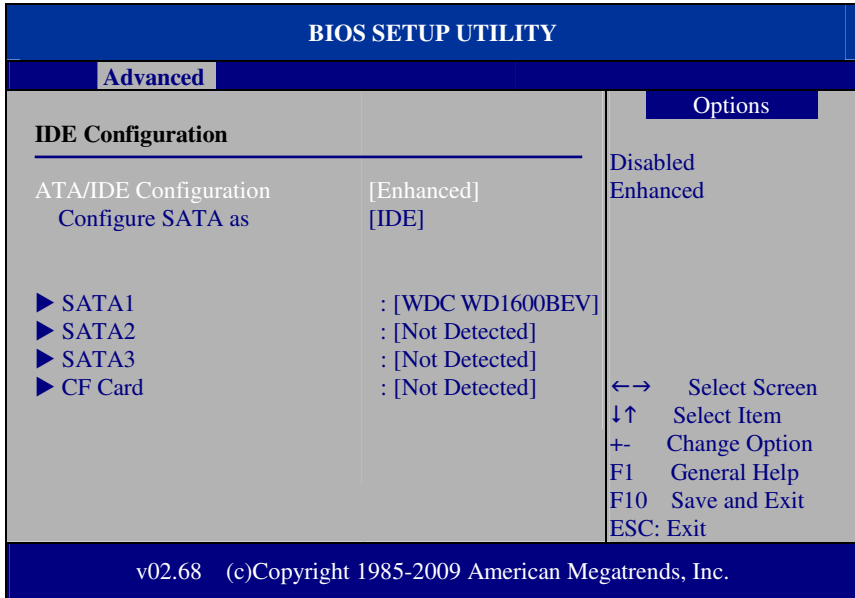 BIOS SETUP UTILITY
Advanced
IDE Configuration
ATA/IDE Configuration [Enhanced]
Configure SATA as [IDE]
▶ SATA1 : [WDC WD1600BEV]
▶ SATA2 : [Not Detected]
▶ SATA3 : [Not Detected]
▶ CF Card : [Not Detected]
Options
Disabled
Enhanced
←→ Select Screen
↓↑ Select Item
+- Change Option
F1 General Help
F10 Save and Exit
ESC: Exit
v02.68 (c)Copyright 1985-2009 American Megatrends, Inc.